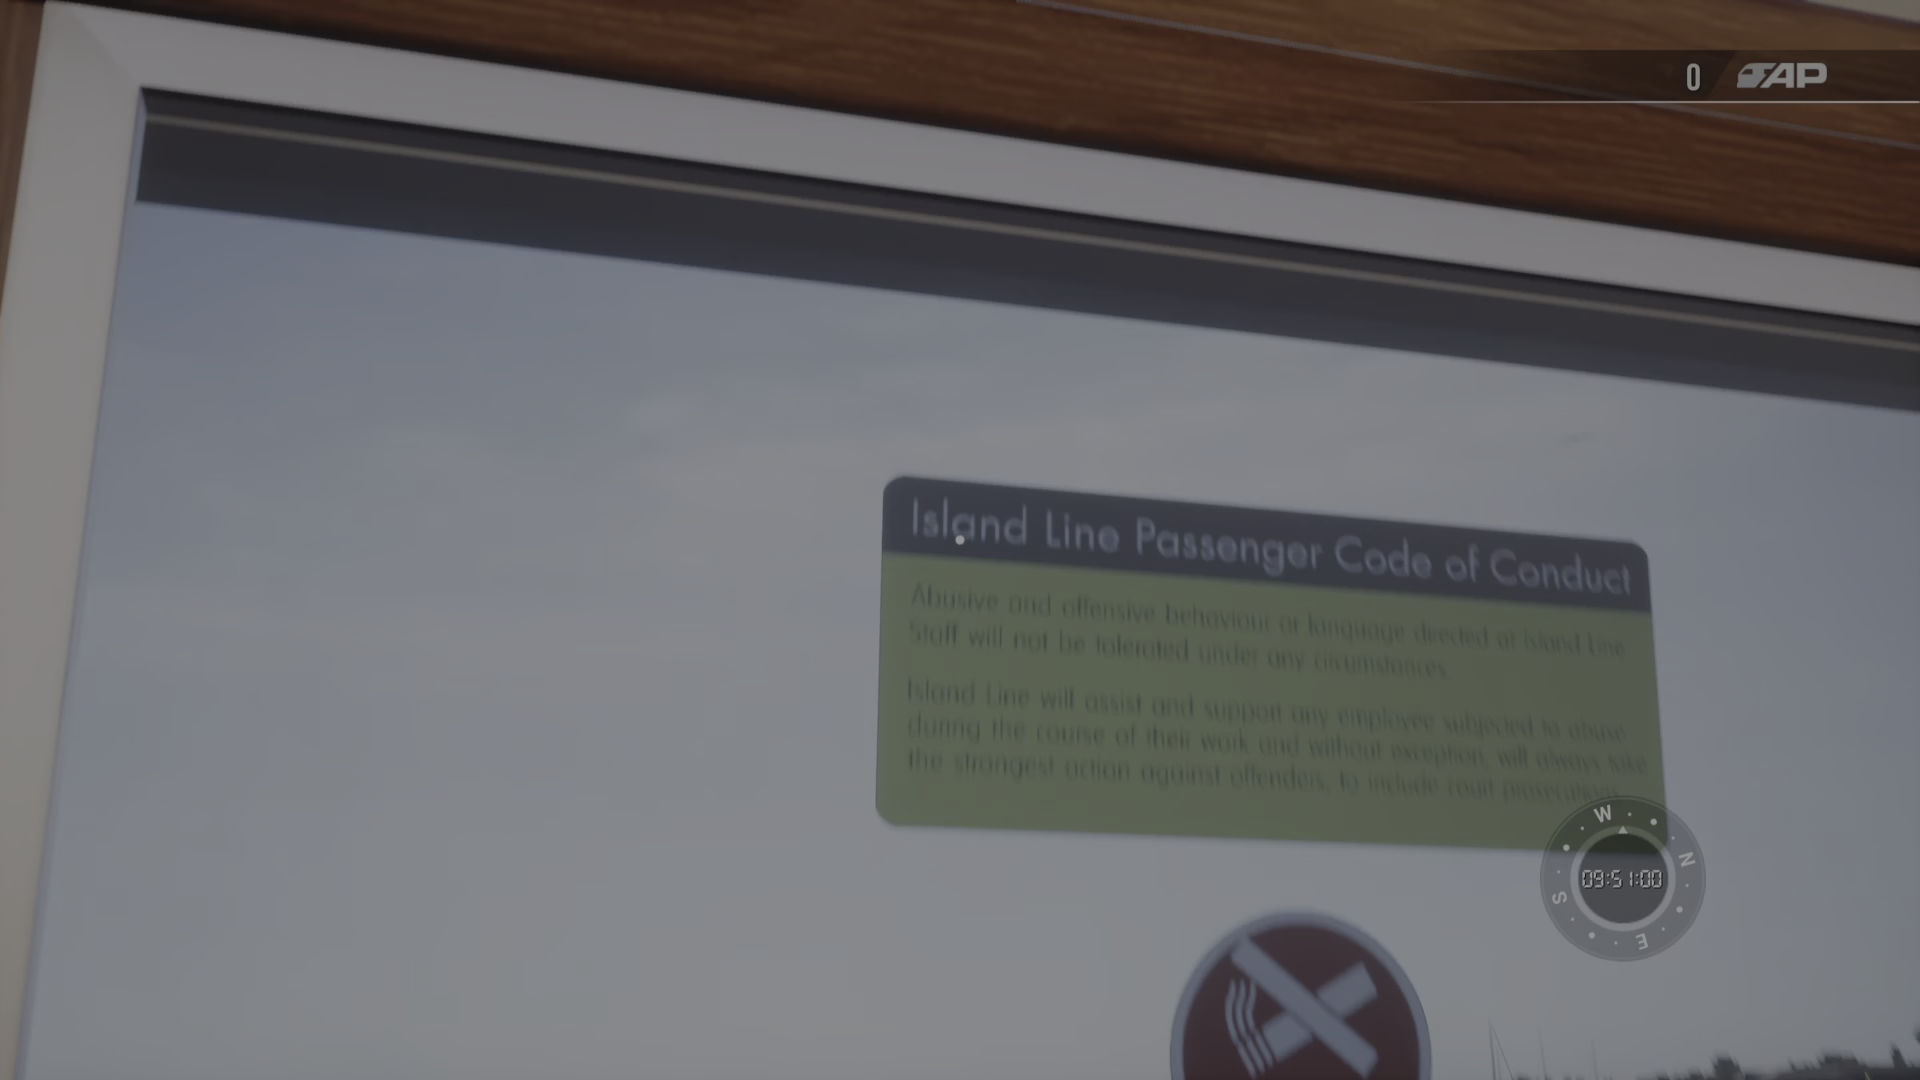 0 AP
Island Line Passenger Code of Conduct
Abusive and offensive behaviour or language directed at Island Line
Staff will not be tolerated under any circumstances.
Island Line will assist and support any employee subjected to abuse
during the course of their work and without exception, will always take
the strongest action against offenders, to include court prosecutions.
W
N
09:51:00
S
E